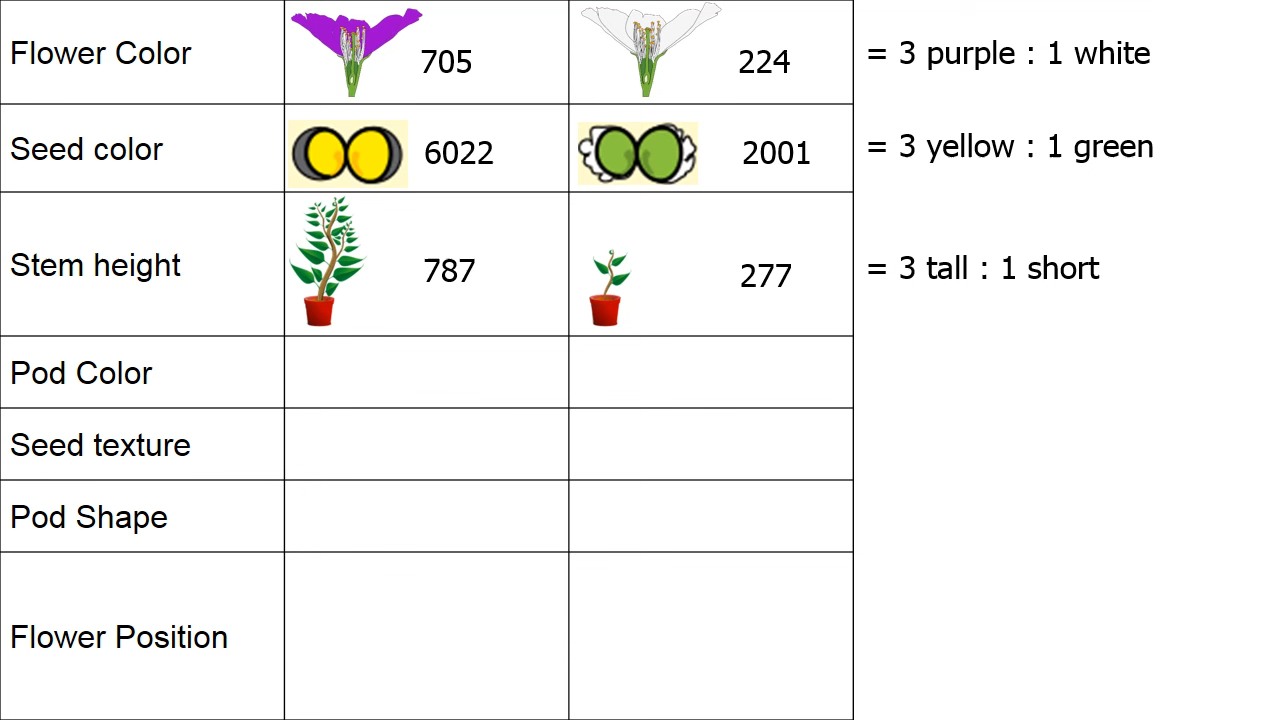 Flower Color 705 224 = 3 purple : 1 white
Seed color 6022 2001 = 3 yellow : 1 green
Stem height 787 277 = 3 tall : 1 short
Pod Color
Seed texture
Pod Shape
Flower Position